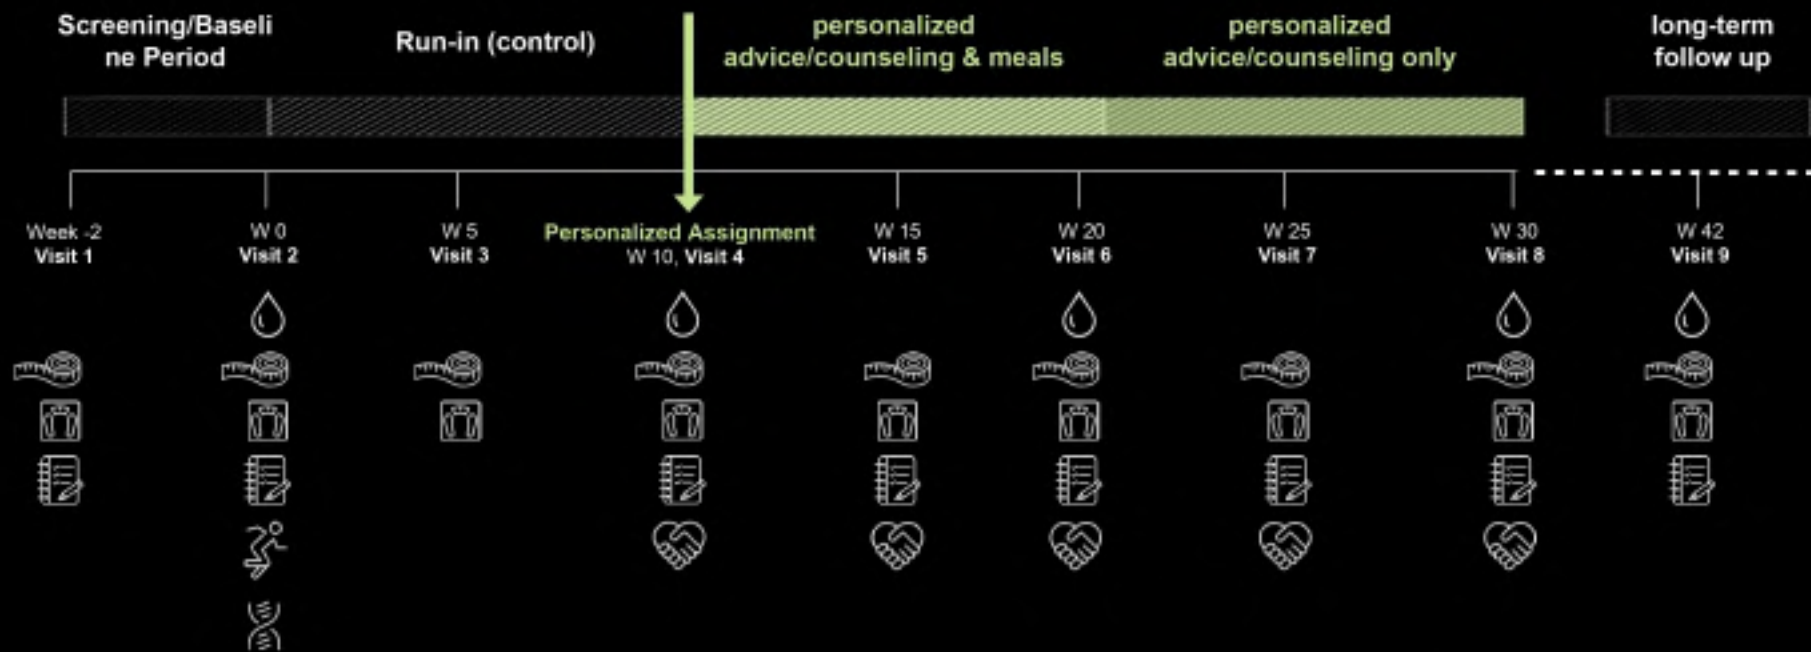 Screening/Baseli
ne Period
Run-in (control)
personalized
advice/counseling & meals
personalized
advice/counseling only
long-term
follow up
Week -2
Visit 1
W 0
Visit 2
W 5
Visit 3
Personalized Assignment
W 10, Visit 4
W 15
Visit 5
W 20
Visit 6
W 25
Visit 7
W 30
Visit 8
W 42
Visit 9